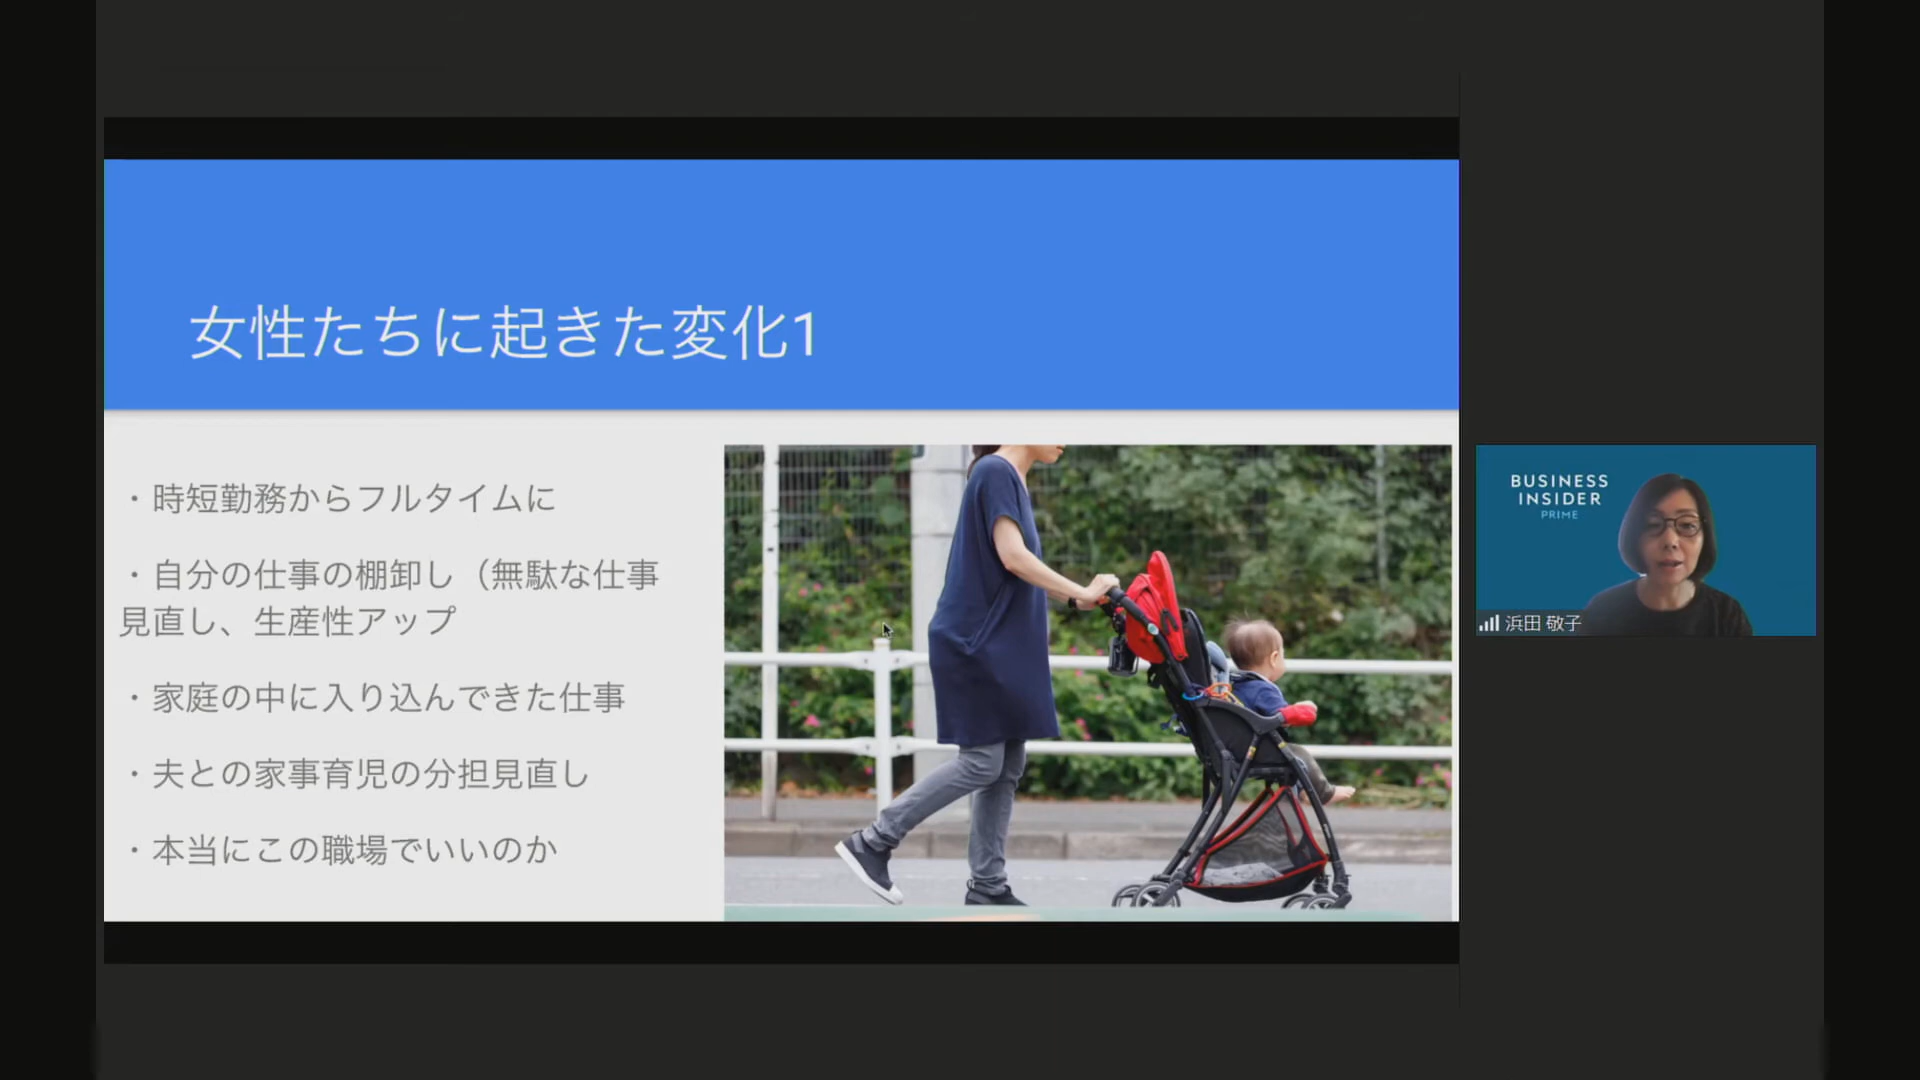 女性たちに起きた変化1
・時短勤務からフルタイムに
・自分の仕事の棚卸し（無駄な仕事
見直し、生産性アップ
・家庭の中に入り込んできた仕事
・夫との家事育児の分担見直し
・本当にこの職場でいいのか
BUSINESS
INSIDER
PRIME
浜田 敬子